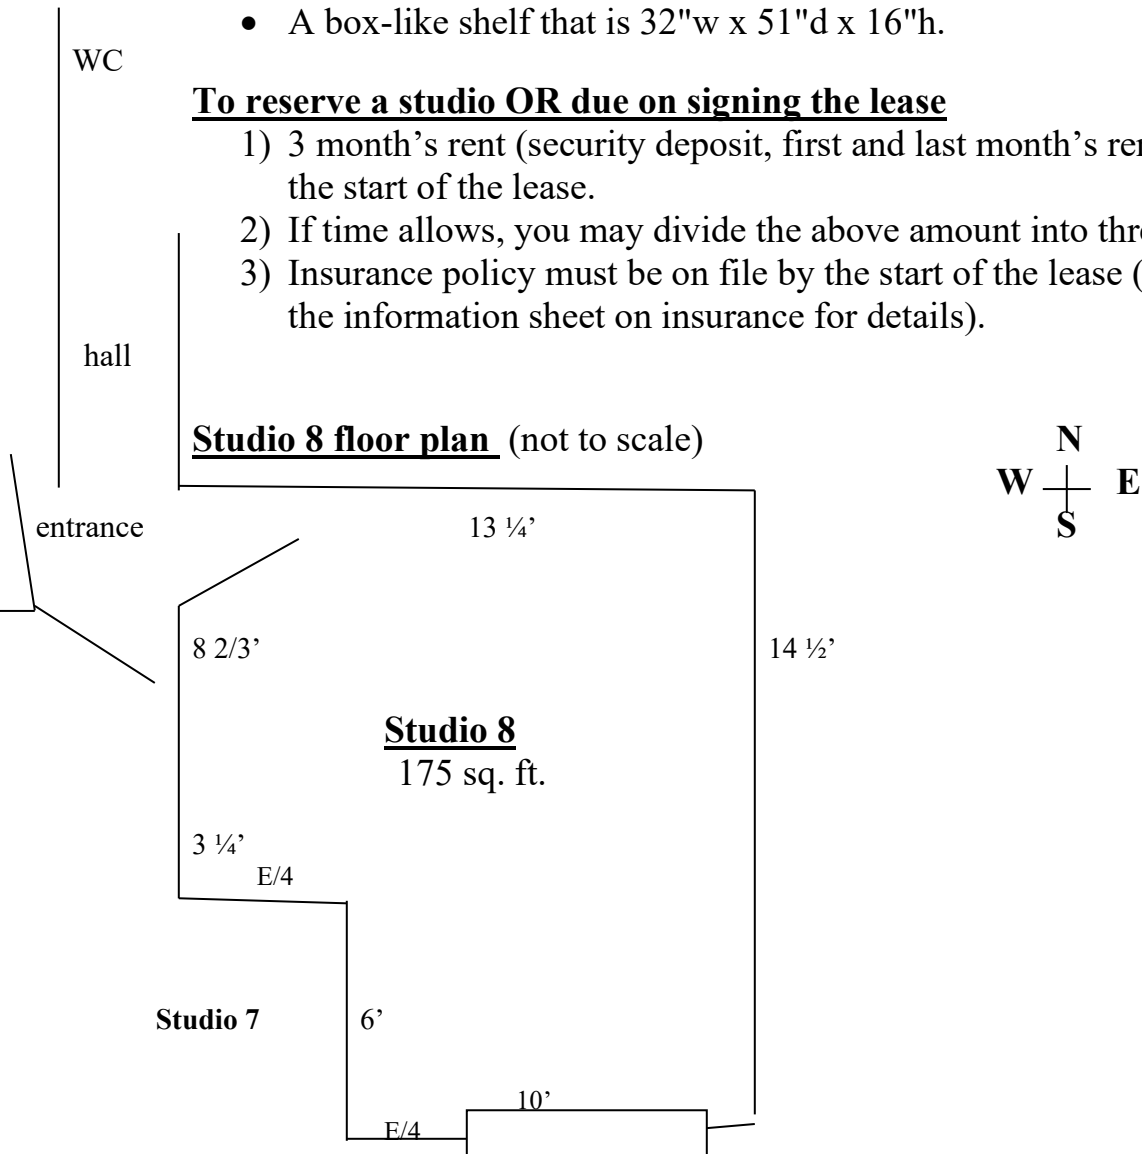 • A box-like shelf that is 32"w x 51"d x 16"h.
WC
To reserve a studio OR due on signing the lease
1) 3 month’s rent (security deposit, first and last month’s
the start of the lease.
2) If time allows, you may divide the above amount into
3) Insurance policy must be on file by the start of the lease (
the information sheet on insurance for details).
hall
Studio 8 floor plan (not to scale)
N
W E
S
entrance
13 ¼’
8 2/3’
14 ½’
Studio 8
175 sq. ft.
3 ¼’
E/4
Studio 7
6’
10’
E/4